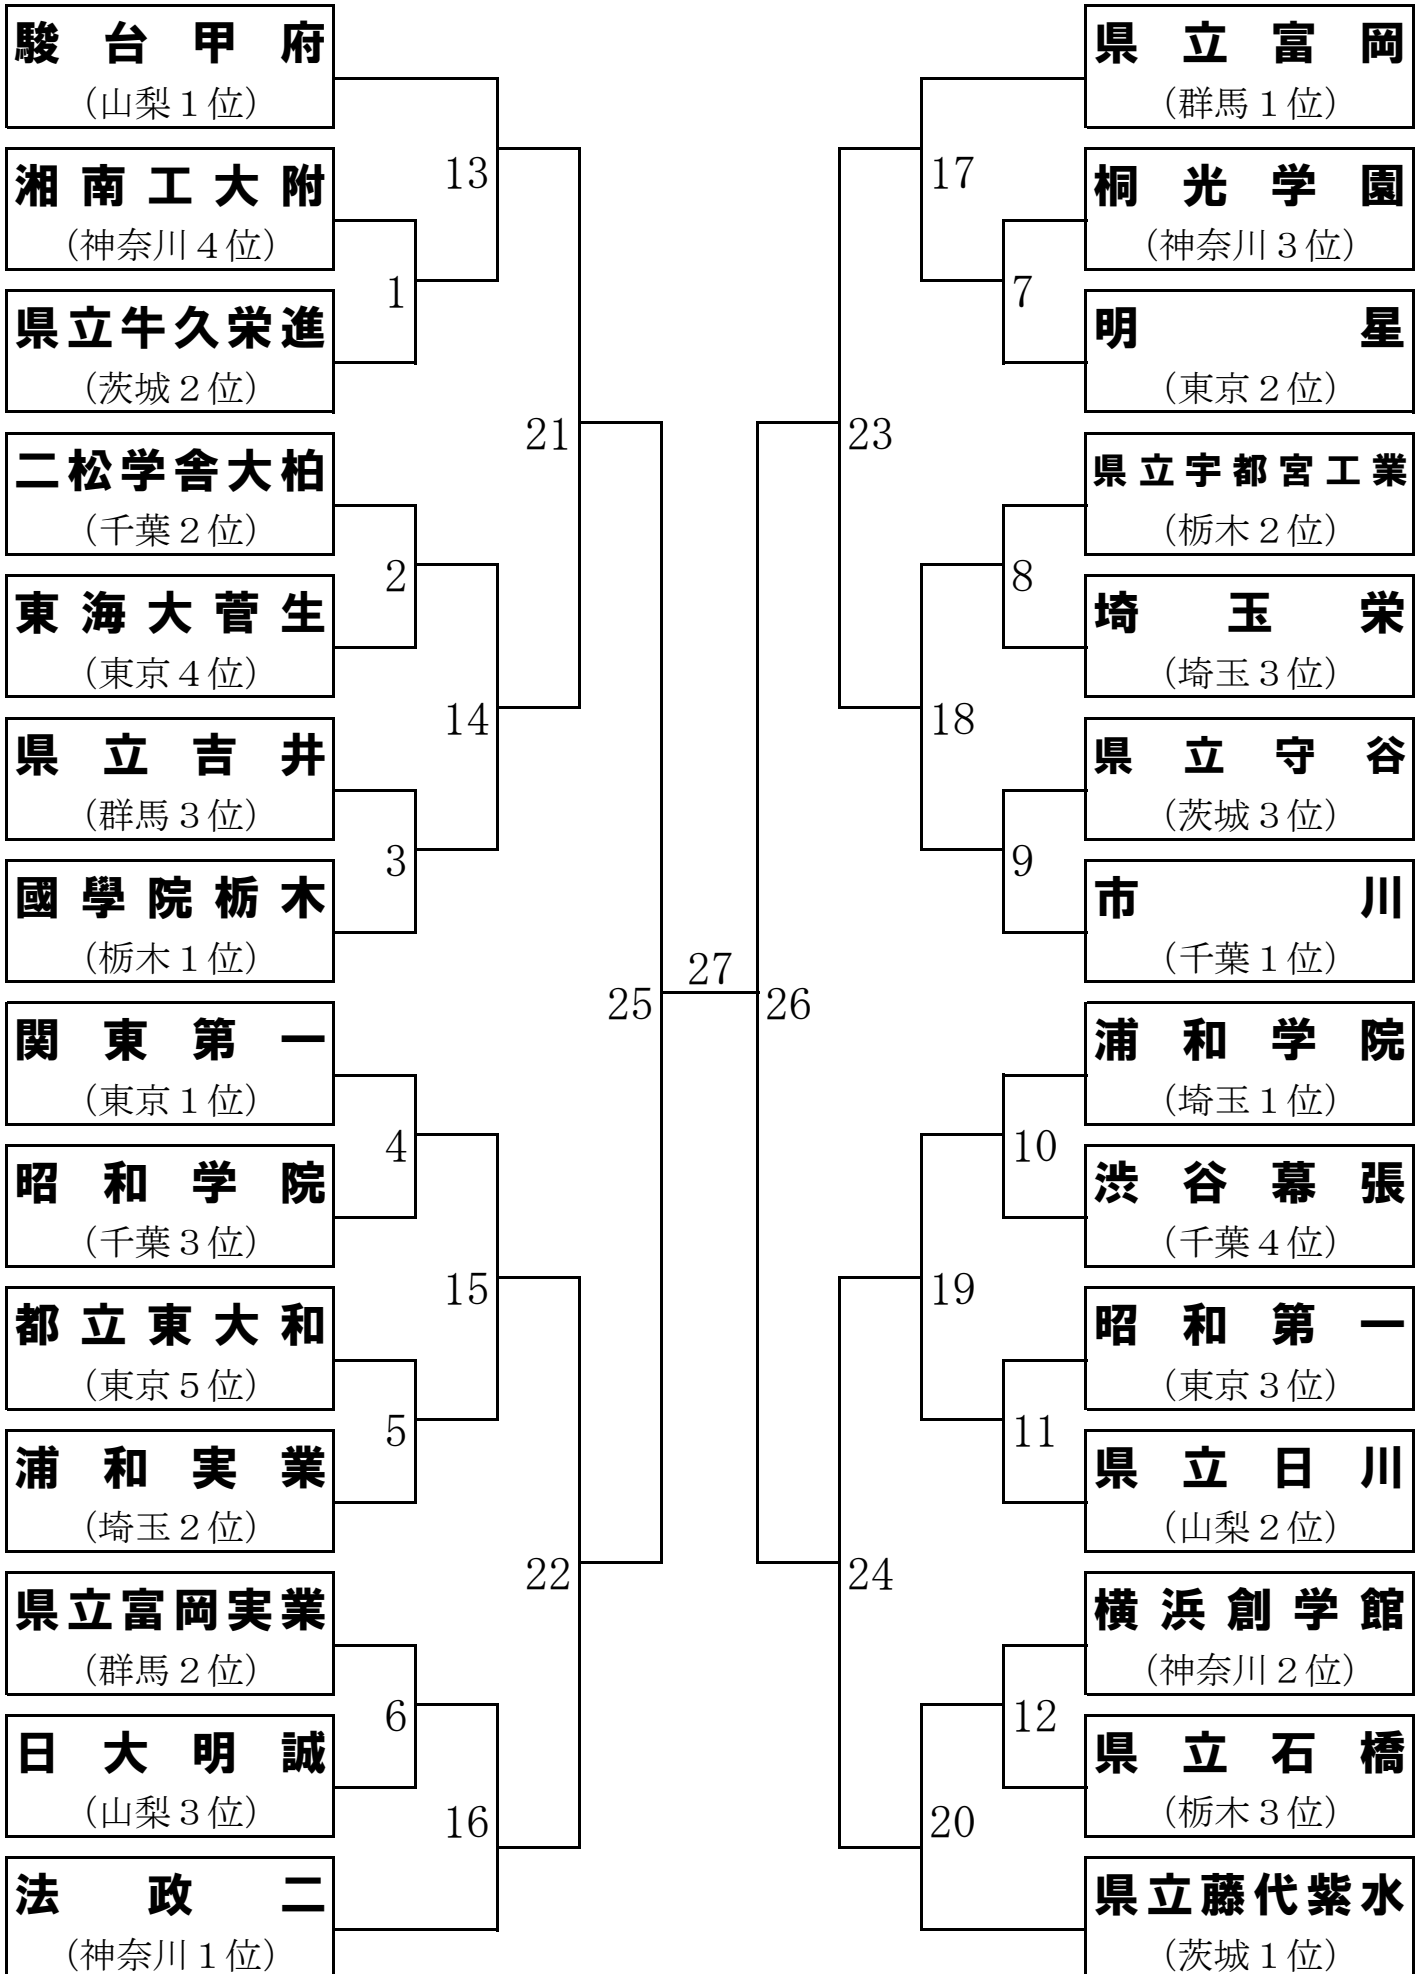 駿台甲府
（山梨１位）
湘南工大附
（神奈川４位）
県立牛久栄進
（茨城２位）
二松学舎大柏
（千葉２位）
東海大菅生
（東京４位）
県立吉井
（群馬３位）
國學院栃木
（栃木１位）
関東第一
（東京１位）
昭和学院
（千葉３位）
都立東大和
（東京５位）
浦和実業
（埼玉２位）
県立富岡実業
（群馬２位）
日大明誠
（山梨３位）
法政二
（神奈川１位）
13
1
21
2
14
3
25
4
15
5
22
6
16
27
17
7
23
8
18
9
26
10
19
11
24
12
20
県立富岡
（群馬１位）
桐光学園
（神奈川３位）
明星
（東京２位）
県立宇都宮工業
（栃木２位）
埼玉栄
（埼玉３位）
県立守谷
（茨城３位）
市川
（千葉１位）
浦和学院
（埼玉１位）
渋谷幕張
（千葉４位）
昭和第一
（東京３位）
県立日川
（山梨２位）
横浜創学館
（神奈川２位）
県立石橋
（栃木３位）
県立藤代紫水
（茨城１位）